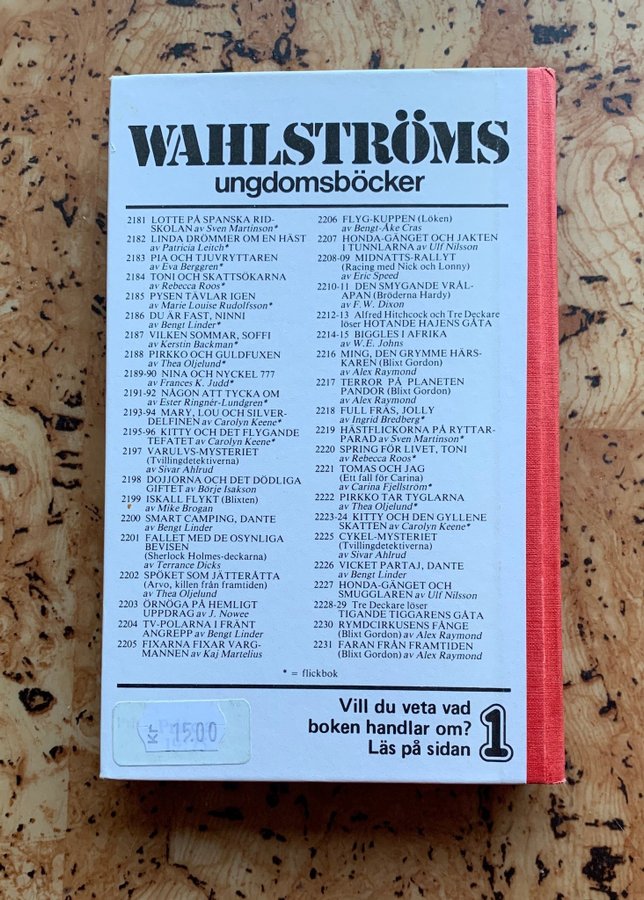 WAHLSTRÖMS
ungdomsböcker
2181 LOTTE PÅ SPANSKA RID-
SKOLAN av Sven Martinson*
2182 LINDA DRÖMMER OM EN HÄST
av Patricia Leitch*
2183 PIA OCH TJUVRYTTAREN
av Eva Berggren*
2184 TONI OCH SKATTSÖKARNA
av Rebecca Roos*
2185 PYSEN TÄVLAR IGEN
av Marie Louise Rudolfsson*
2186 DU ÄR FAST, NINNI
av Bengt Linder*
2187 VILKEN SOMMAR, SOFFI
av Kerstin Backman*
2188 PIRKKO OCH GULDFUXEN
av Thea Oljelund*
2189-90 NINA OCH NYCKEL 777
av Frances K. Judd*
2191-92 NÅGON ATT TYCKA OM
av Ester Ringnér-Lundgren*
2193-94 MARY, LOU OCH SILVER-
DELFINEN av Carolyn Keene*
2195-96 KITTY OCH DET FLYGANDE
TEFATET av Carolyn Keene*
2197 VARULVS-MYSTERIET
(Tvillingdetektiverna)
av Sivar Ahlrud
2198 DOJJORNA OCH DET DÖDLIGA
GIFTET av Börje Isakson
2199 ISKALL FLYKT (Blixten)
av Mike Brogan
2200 SMART CAMPING, DANTE
av Bengt Linder
2201 FALLET MED DE OSYNLIGA
BEVISEN
(Sherlock Holmes-deckarna)
av Terrance Dicks
2202 SPÖKET SOM JÄTTERÅTTA
(Arvo, killen från framtiden)
av Thea Oljelund
2203 ÖRNÖGA PÅ HEMLIGT
UPPDRAG av J. Nowee
2204 TV-POLARNA I FRÄNT
ANGREPP av Bengt Linder
2205 FIXARNA FIXAR VARG-
MANNEN av Kaj Martelius
2206 FLYG-KUPPEN (Löken)
av Bengt-Åke Cras
2207 HONDA-GÄNGET OCH JAKTEN
I TUNNLARNA av Ulf Nilsson
2208-09 MIDNATTS-RALLYT
(Racing med Nick och Lonny)
av Eric Speed
2210-11 DEN SMYGANDE VRÅL-
APAN (Bröderna Hardy)
av F.W. Dixon
2212-13 Alfred Hitchcock och Tre Deckare
löser HOTANDE HAJENS GÅTA
2214-15 BIGGLES I AFRIKA
av W.E. Johns
2216 MING, DEN GRYMME HÄRS-
KAREN (Blixt Gordon)
av Alex Raymond
2217 TERROR PÅ PLANETEN
PANDOR (Blixt Gordon)
av Alex Raymond
2218 FULL FRÄS, JOLLY
av Ingrid Bredberg*
2219 HÄSTFLICKORNA PÅ RYTTAR-
PARAD av Sven Martinson*
2220 SPRING FÖR LIVET, TONI
av Rebecca Roos*
2221 TOMAS OCH JAG
(Ett fall för Carina)
av Carina Fjellström*
2222 PIRKKO TAR TYGLARNA
av Thea Oljelund*
2223-24 KITTY OCH DEN GYLLENE
SKATTEN av Carolyn Keene*
2225 CYKEL-MYSTERIET
(Tvillingdetektiverna)
av Sivar Ahlrud
2226 VICKET PARTAJ, DANTE
av Bengt Linder
2227 HONDA-GÄNGET OCH
SMUGGLAREN av Ulf Nilsson
2228-29 Tre Deckare löser
TIGANDE TIGGARENS GÅTA
2230 RYMDCIRKUSENS FÅNGE
(Blixt Gordon) av Alex Raymond
2231 FARAN FRÅN FRAMTIDEN
(Blixt Gordon) av Alex Raymond
* = flickbok
Vill du veta vad
boken handlar om?
Läs på sidan 1
kr 15.00